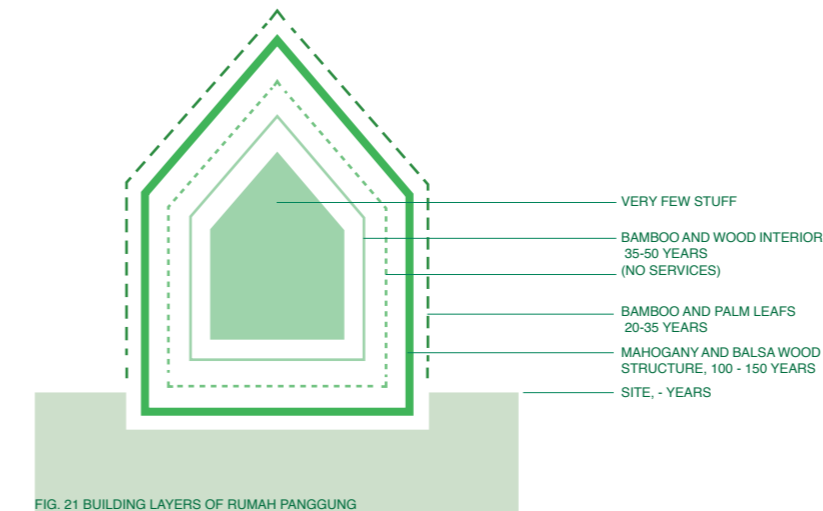 VERY FEW STUFF
BAMBOO AND WOOD INTERIOR
35-50 YEARS
(NO SERVICES)
BAMBOO AND PALM LEAFS
20-35 YEARS
MAHOGANY AND BALSA WOOD
STRUCTURE, 100 - 150 YEARS
SITE, - YEARS
FIG. 21 BUILDING LAYERS OF RUMAH PANGGUNG